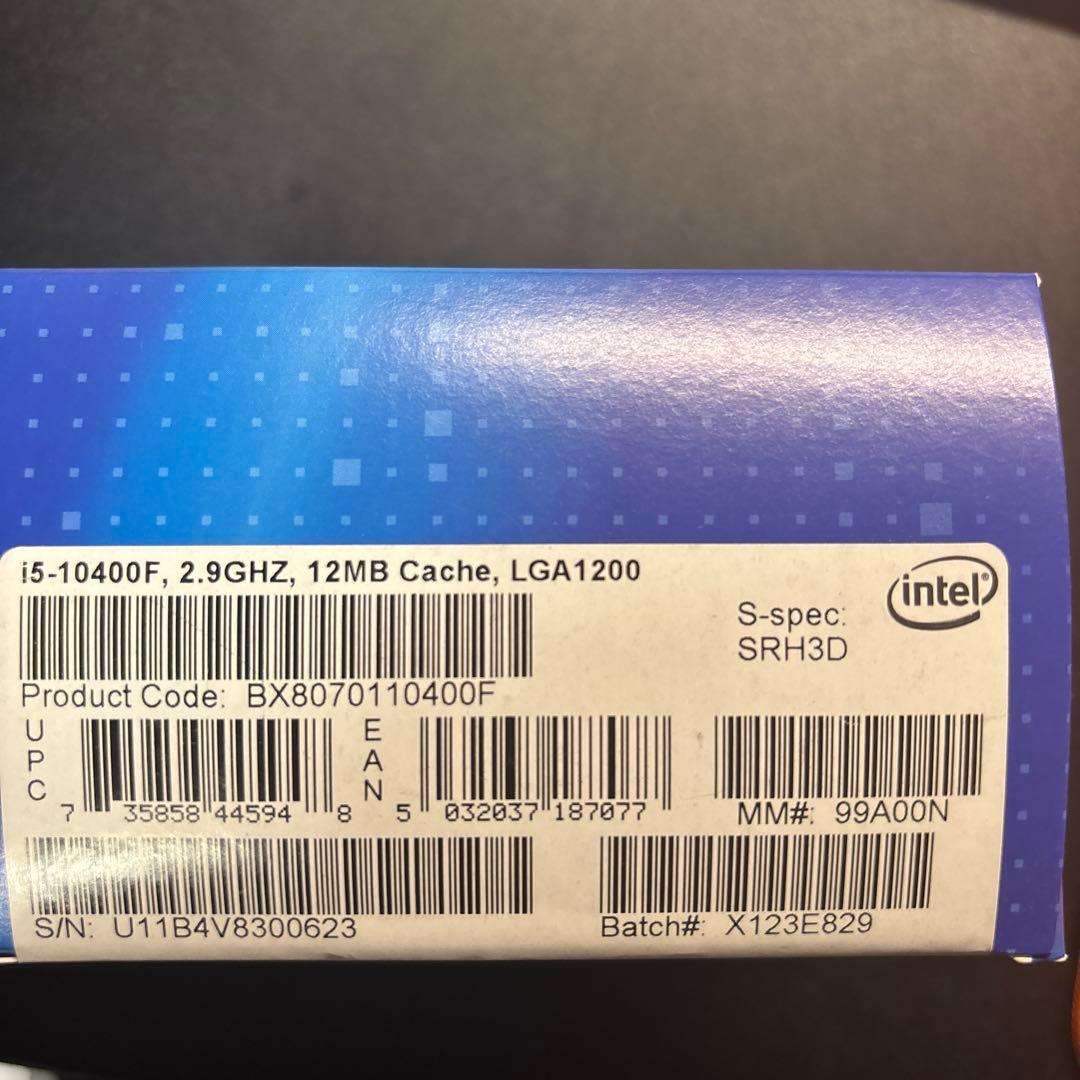 i5-10400F, 2.9GHZ, 12MB Cache, LGA1200
intel®
S-spec:
SRH3D
Product Code: BX8070110400F
UPC
7 35858 44594 8
EAN
5 032037 187077
MM#: 99A00N
S/N: U11B4V8300623
Batch#: X123E829